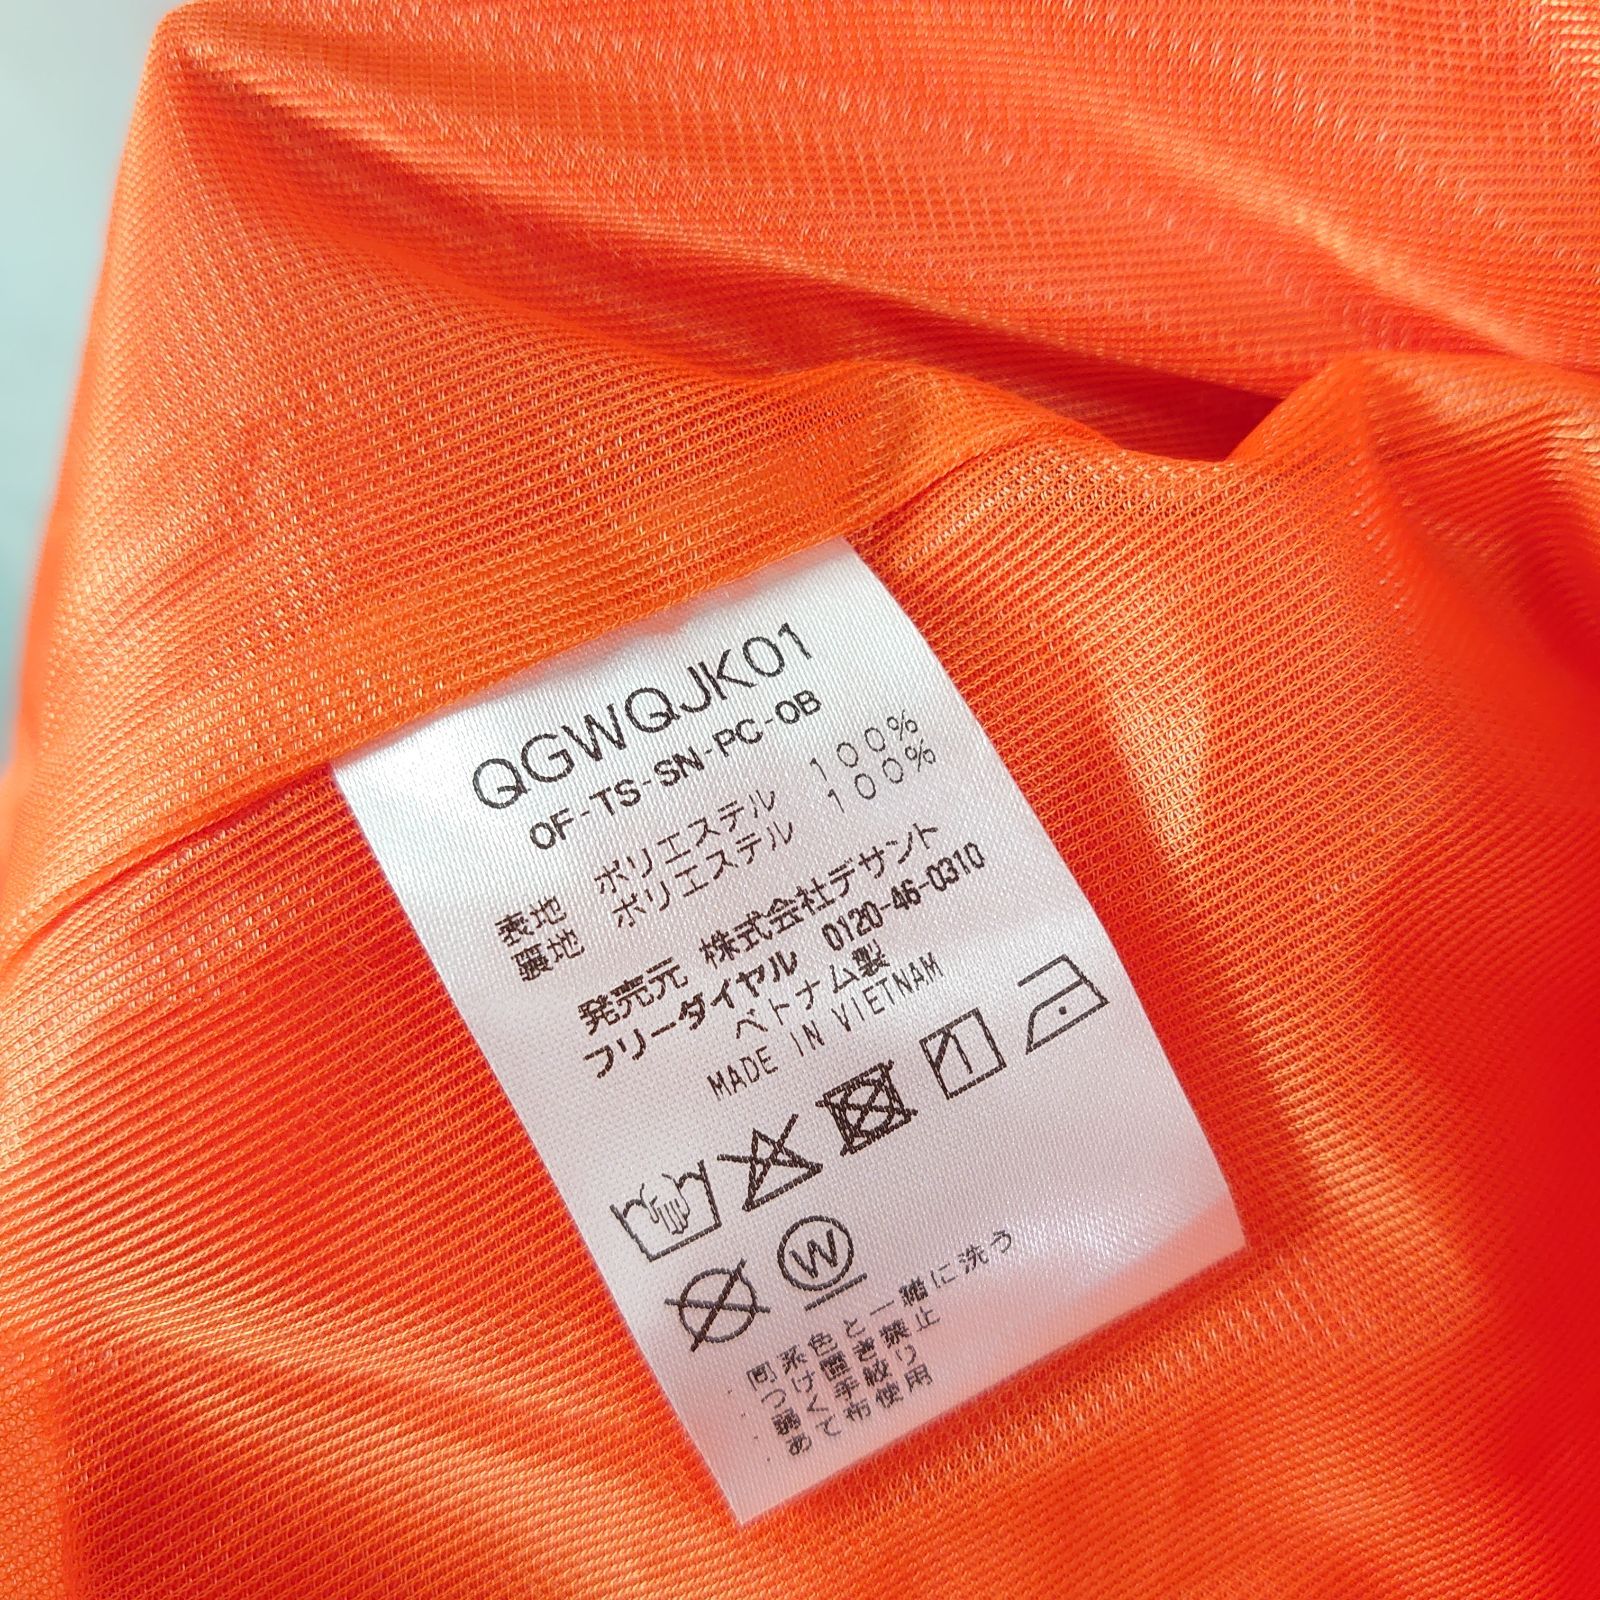 QGWQJK01
OF-TS-SN-PC-OB
表地 ポリエステル 100%
裏地 ポリエステル 100%
発売元 株式会社デサント
フリーダイヤル 0120-46-0310
ベトナム製
MADE IN VIETNAM
W
・同系色と一緒に洗う
・つけ置き禁止
・弱く手絞り
・あて布使用